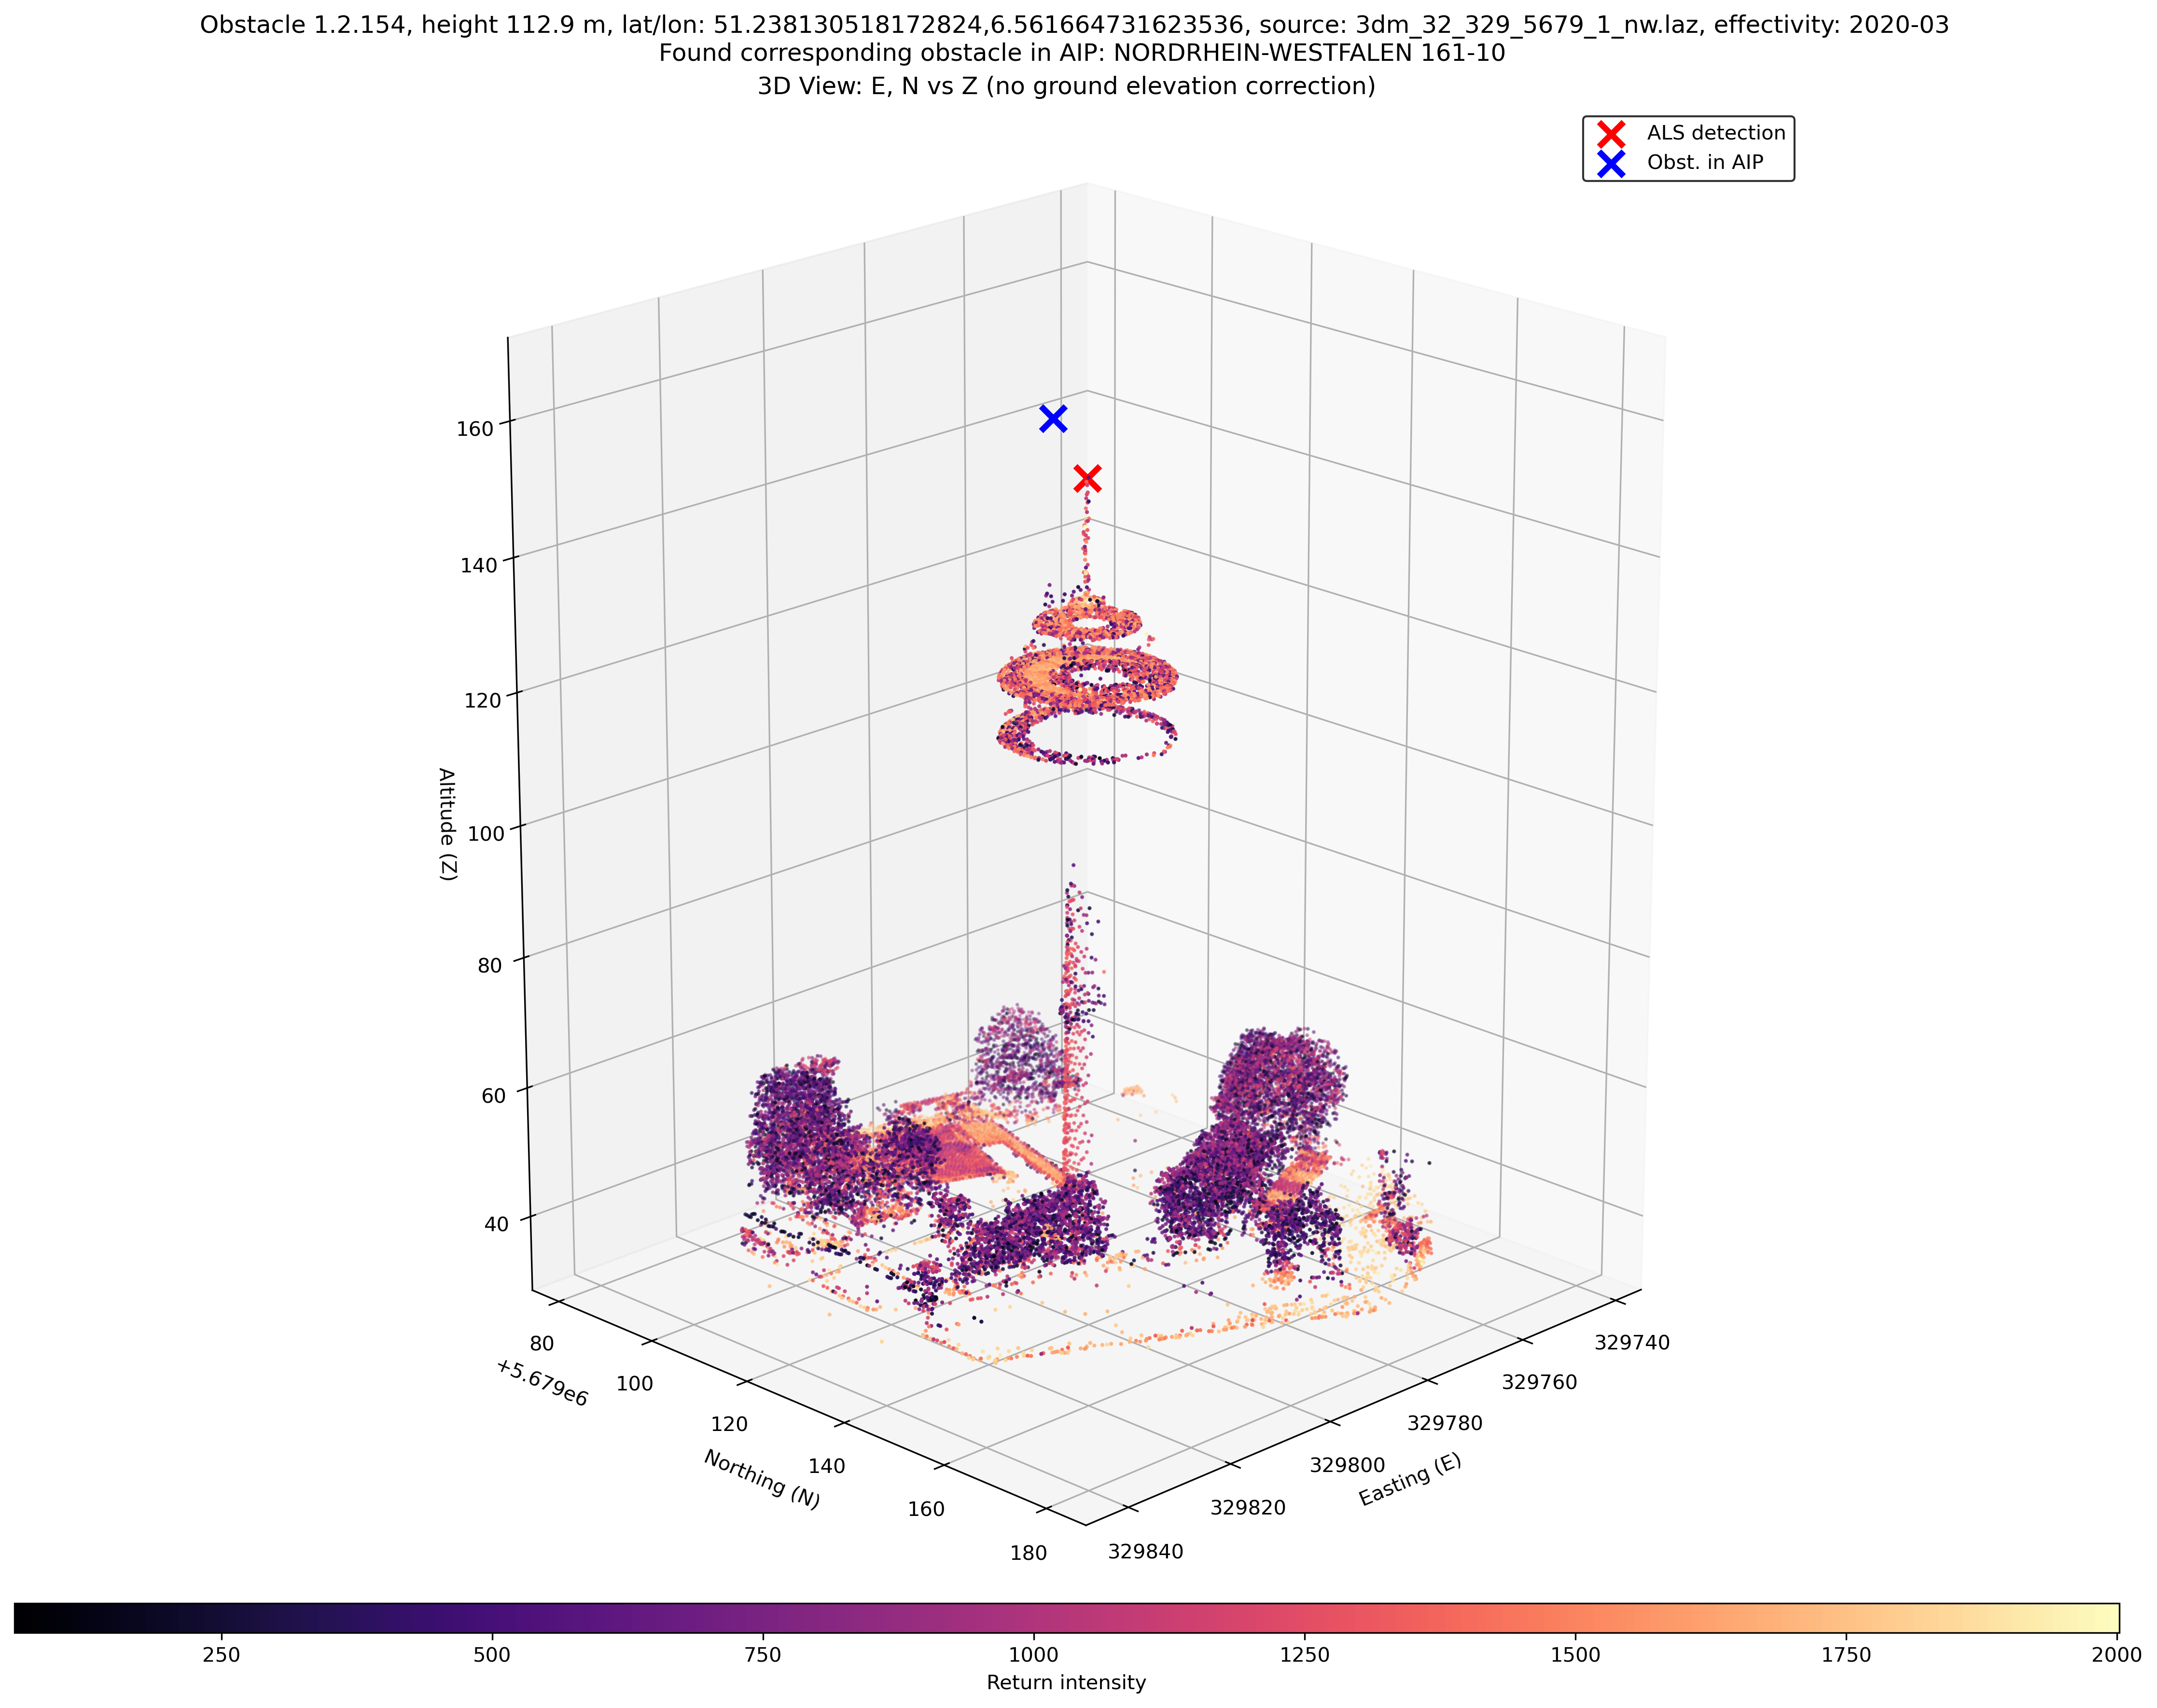 Obstacle 1.2.154, height 112.9 m, lat/lon: 51.238130518172824,6.561664731623536, source: 3dm_32_329_5679_1_nw.laz, effectivity: 2020-03
Found corresponding obstacle in AIP: NORDRHEIN-WESTFALEN 161-10
3D View: E, N vs Z (no ground elevation correction)
ALS detection
Obst. in AIP
160
140
120
100
80
60
40
Altitude (Z)
80
100
120
140
160
180
+5.679e6
Northing (N)
329740
329760
329780
329800
329820
329840
Easting (E)
250
500
750
1000
1250
1500
1750
2000
Return intensity